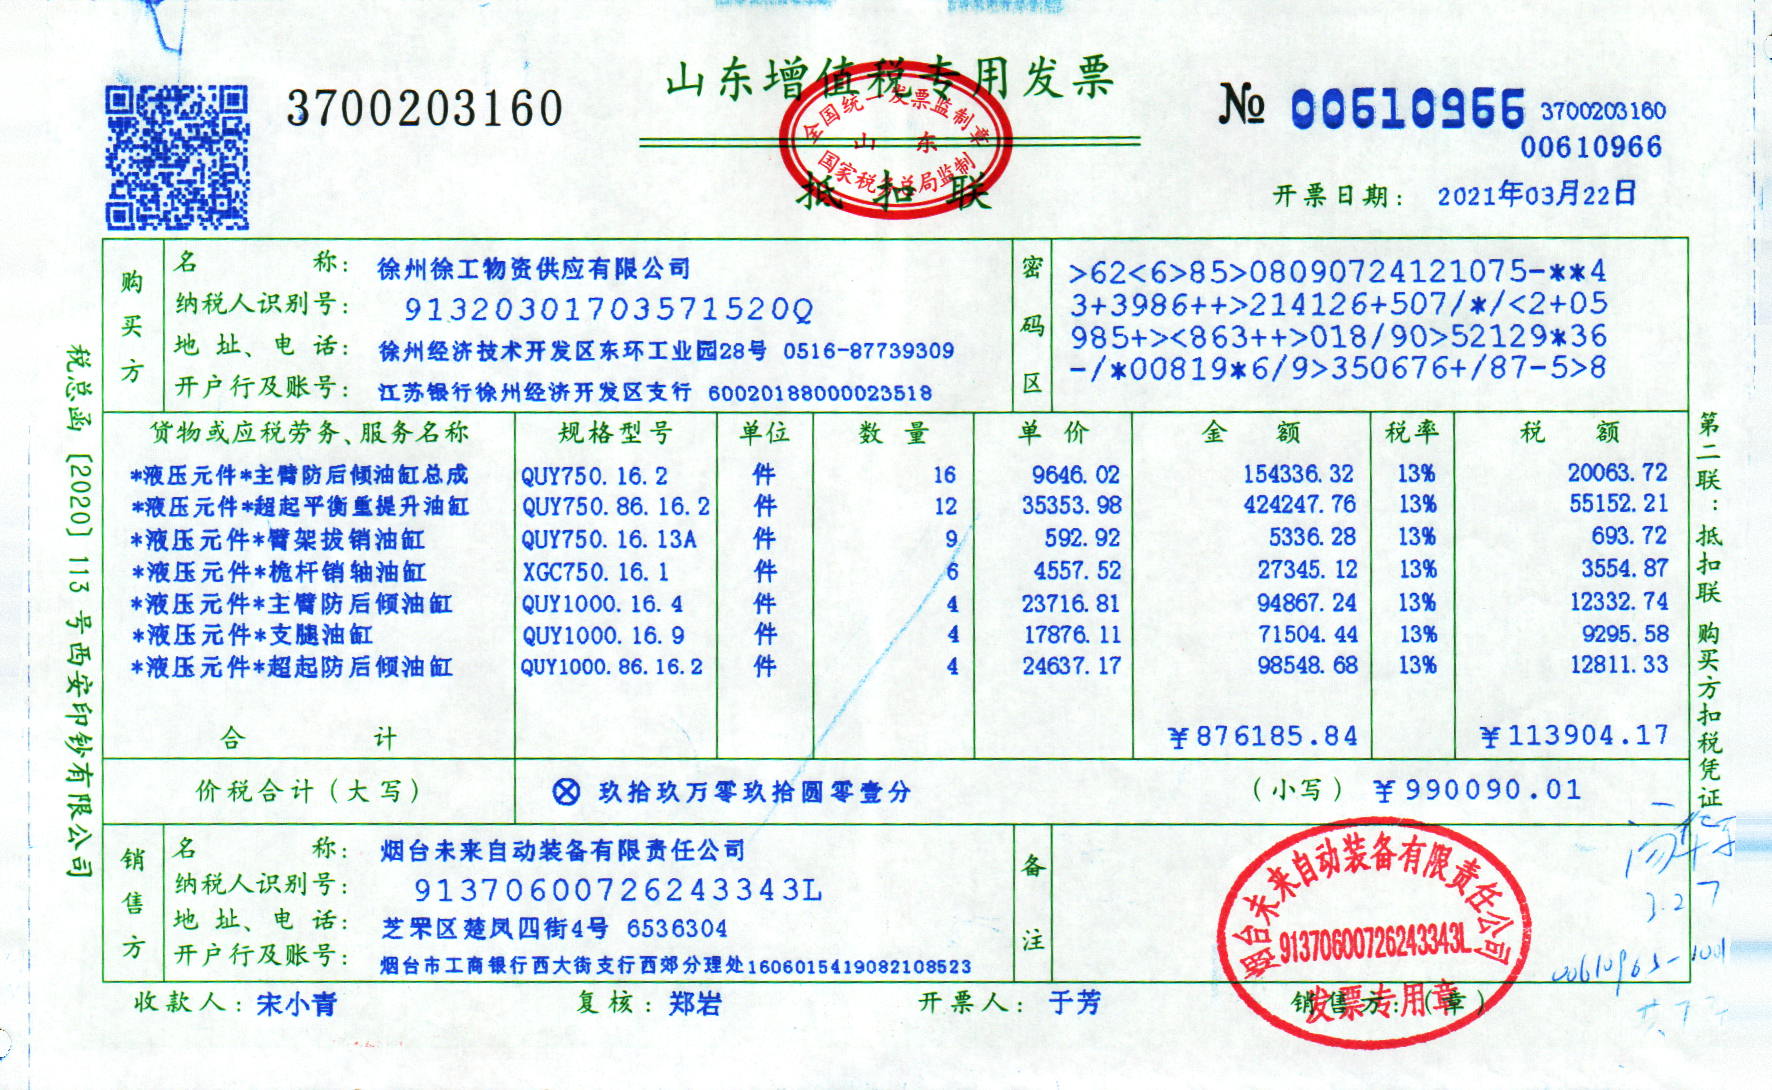 山东增值税专用发票
3700203160
№ 00610966 3700203160
00610966
全国统一发票监制章
山 东
国家税务总局监制
抵扣联
开票日期： 2021年03月22日
购买方
名 称： 徐州徐工物资供应有限公司
纳税人识别号： 91320301703571520Q
地 址、电 话： 徐州经济技术开发区东环工业园28号 0516-87739309
开户行及账号： 江苏银行徐州经济开发区支行 60020188000023518
密码区
>62<6>85>08090724121075-**4
3+3986++>214126+507/*/<2+05
985+><863++>018/90>52129*36
-/*00819*6/9>350676+/87-5>8
货物或应税劳务、服务名称 规格型号 单位 数 量 单 价 金 额 税率 税 额
*液压元件*主臂防后倾油缸总成 QUY750.16.2 件 16 9646.02 154336.32 13% 20063.72
*液压元件*超起平衡重提升油缸 QUY750.86.16.2 件 12 35353.98 424247.76 13% 55152.21
*液压元件*臂架拔销油缸 QUY750.16.13A 件 9 592.92 5336.28 13% 693.72
*液压元件*桅杆销轴油缸 XGC750.16.1 件 6 4557.52 27345.12 13% 3554.87
*液压元件*主臂防后倾油缸 QUY1000.16.4 件 4 23716.81 94867.24 13% 12332.74
*液压元件*支腿油缸 QUY1000.16.9 件 4 17876.11 71504.44 13% 9295.58
*液压元件*超起防后倾油缸 QUY1000.86.16.2 件 4 24637.17 98548.68 13% 12811.33
合 计 ￥876185.84 ￥113904.17
价税合计（大写） ⊗ 玖拾玖万零玖拾圆零壹分 （小写）￥990090.01
销售方
名 称： 烟台未来自动装备有限责任公司
纳税人识别号： 91370600726243343L
地 址、电 话： 芝罘区楚凤四街4号 6536304
开户行及账号： 烟台市工商银行西大街支行西郊分理处1606015419082108523
备注
烟台未来自动装备有限责任公司
91370600726243343L
发票专用章
收款人：宋小青 复核：郑岩 开票人：于芳 销售方：（章）
税总函〔2020〕113号西安印钞有限公司
第二联：抵扣联 购买方扣税凭证
3.27